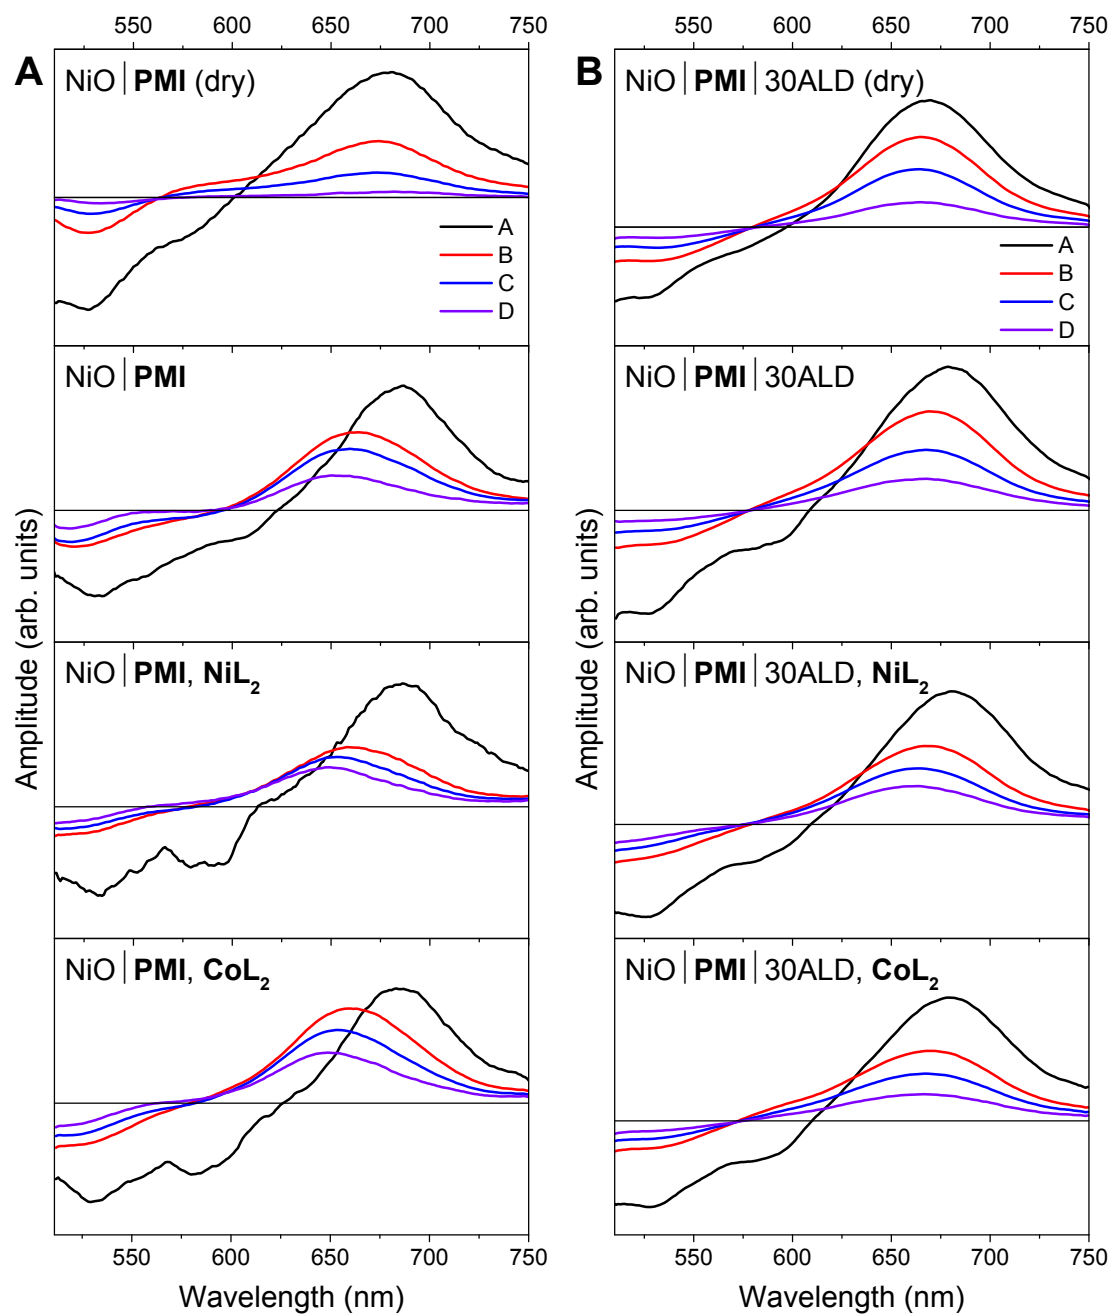 550 600 650 700 750
A
NiO | PMI (dry)
A
B
C
D
NiO | PMI
NiO | PMI, NiL2
NiO | PMI, CoL2
Amplitude (arb. units)
550 600 650 700 750
Wavelength (nm)
550 600 650 700 750
B
NiO | PMI | 30ALD (dry)
A
B
C
D
NiO | PMI | 30ALD
NiO | PMI | 30ALD, NiL2
NiO | PMI | 30ALD, CoL2
Amplitude (arb. units)
550 600 650 700 750
Wavelength (nm)